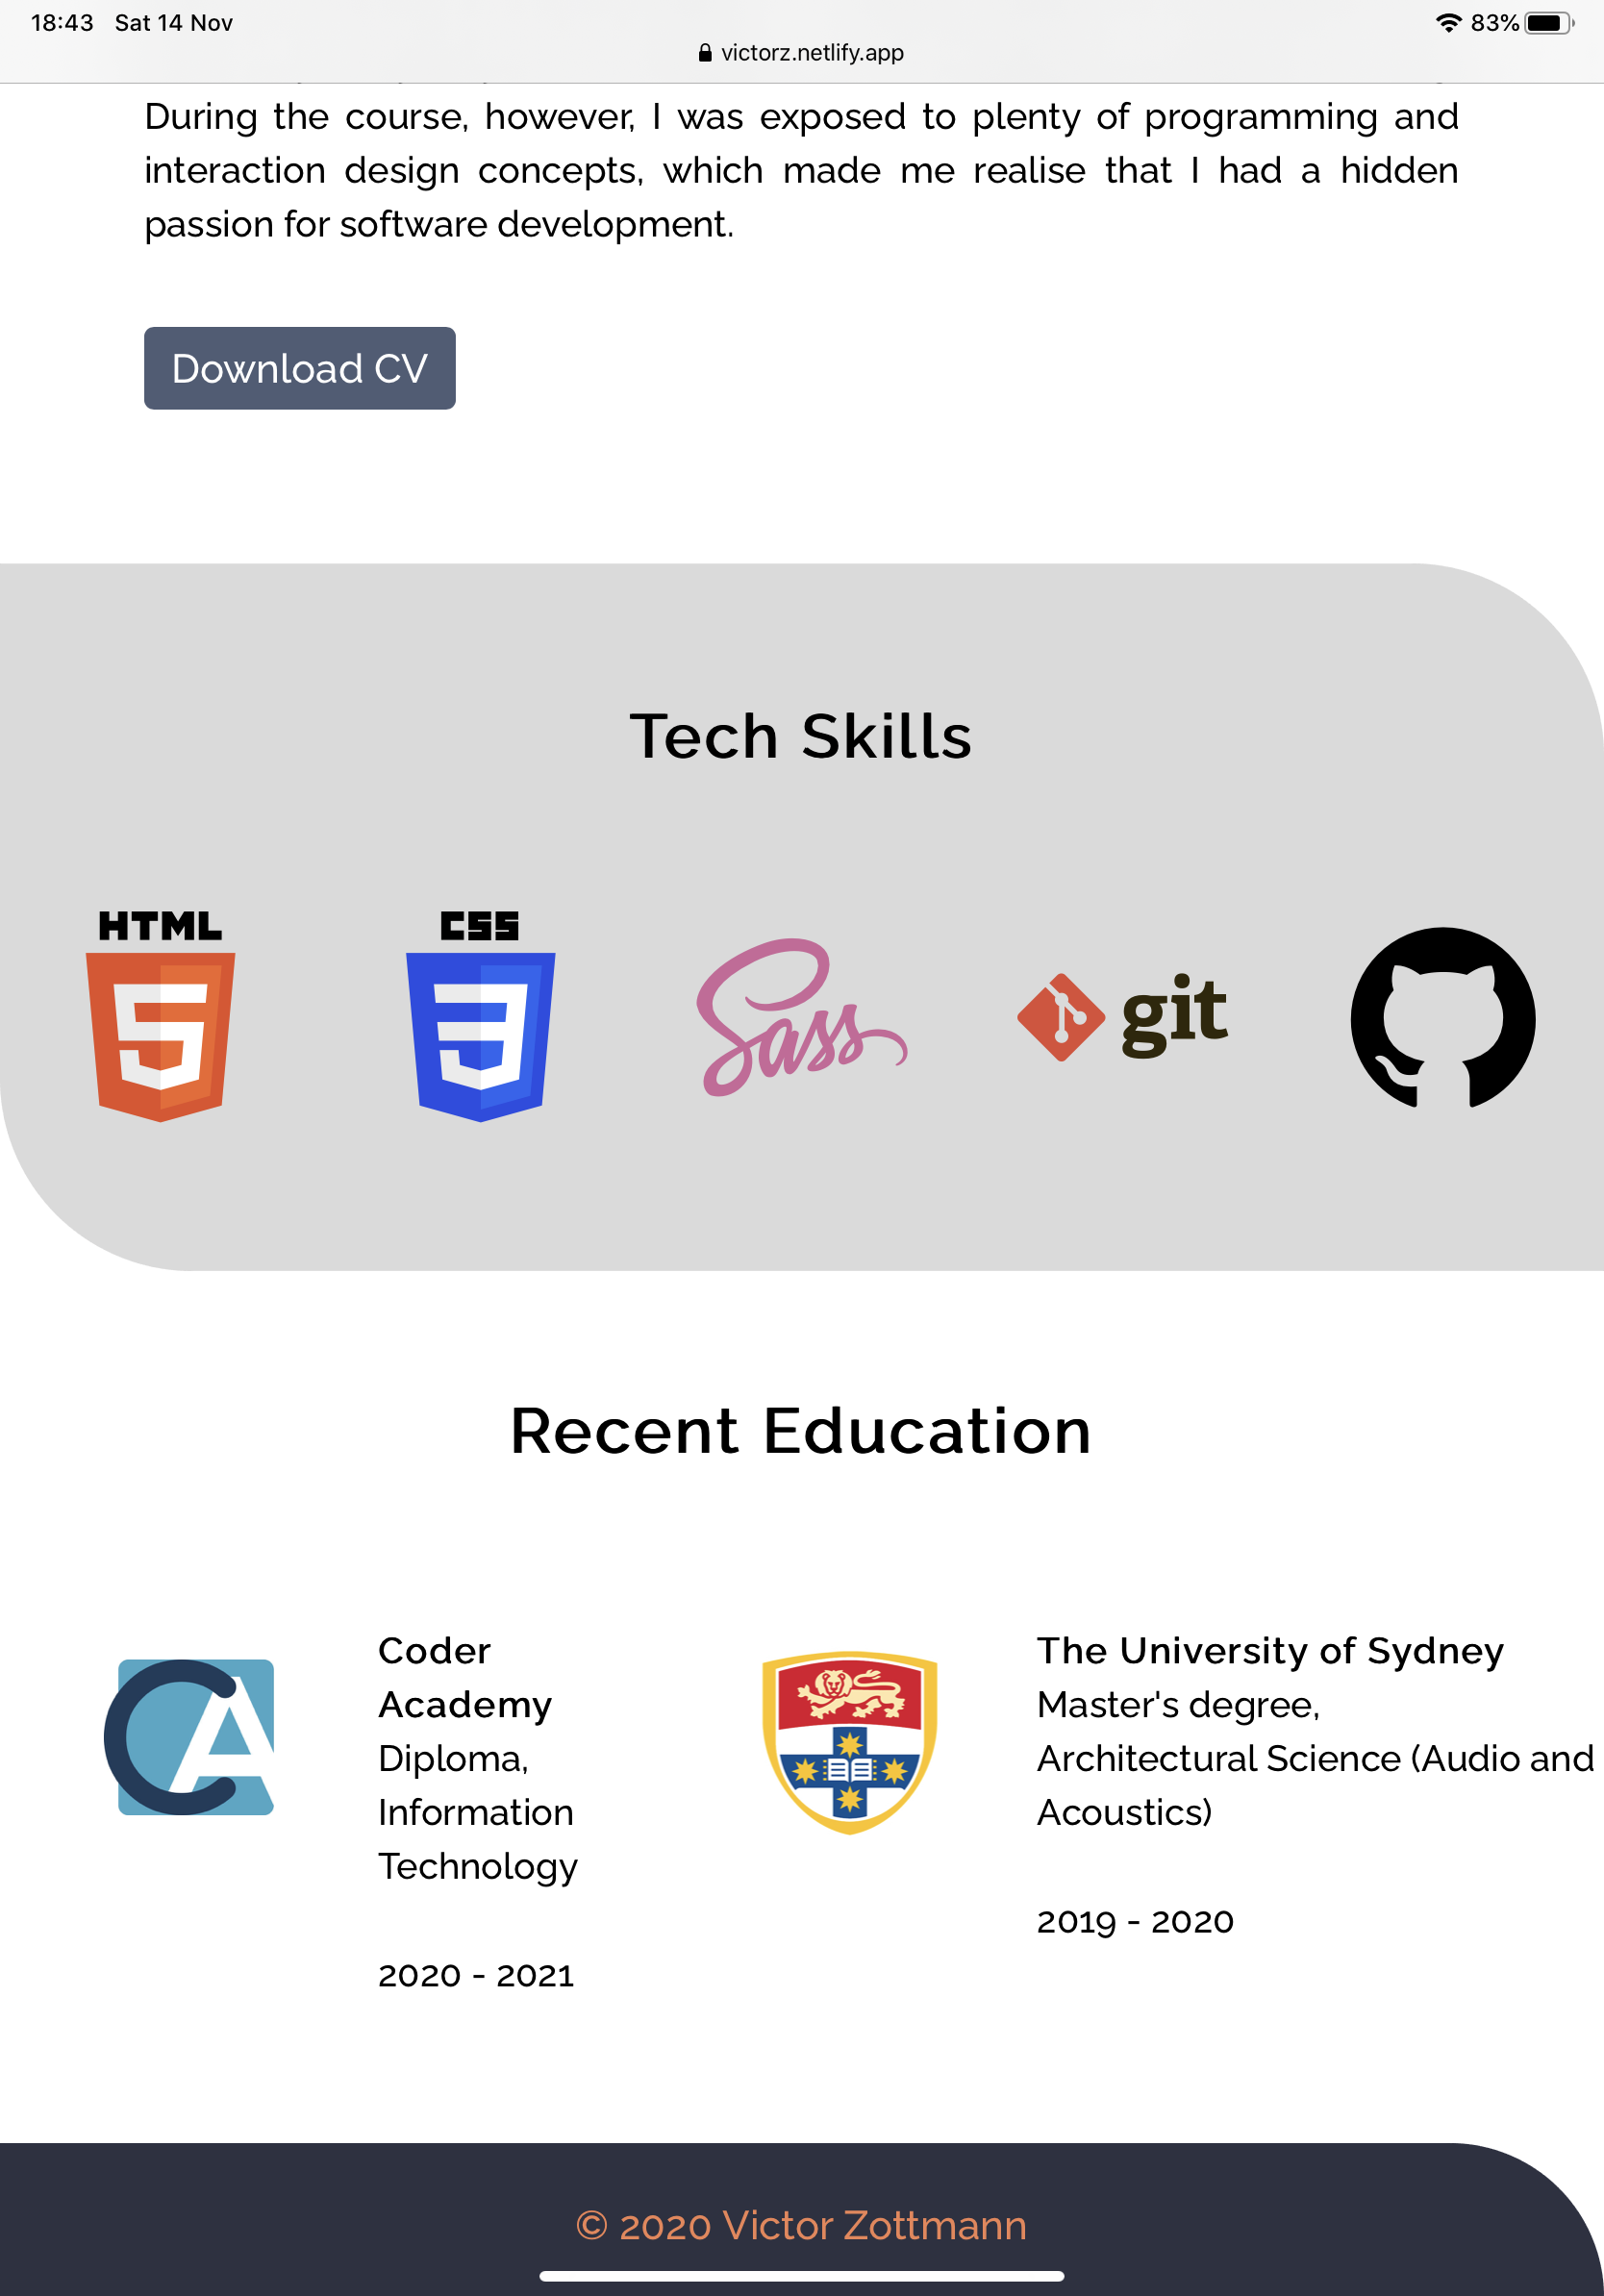 18:43 Sat 14 Nov
83%
victorz.netlify.app
During the course, however, I was exposed to plenty of programming and
interaction design concepts, which made me realise that I had a hidden
passion for software development.
Download CV
Tech Skills
HTML
CSS
Sass
git
Recent Education
Coder
Academy
Diploma,
Information
Technology
2020 - 2021
The University of Sydney
Master's degree,
Architectural Science (Audio and
Acoustics)
2019 - 2020
© 2020 Victor Zottmann